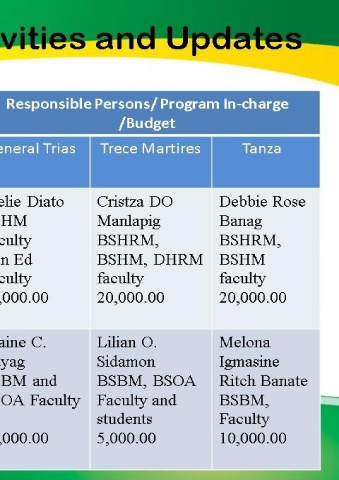 vities and Updates
Responsible Persons/ Program In-charge
/Budget
eneral Trias
Trece Martires
Tanza
elie Diato
HM
culty
n Ed
culty
,000.00
Cristza DO
Manlapig
BSHRM,
BSHM, DHRM
faculty
20,000.00
Debbie Rose
Banag
BSHRM,
BSHM
faculty
20,000.00
aine C.
yag
BM and
OA Faculty
,000.00
Lilian O.
Sidamon
BSBM, BSOA
Faculty and
students
5,000.00
Melona
Igmasine
Ritch Banate
BSBM,
Faculty
10,000.00